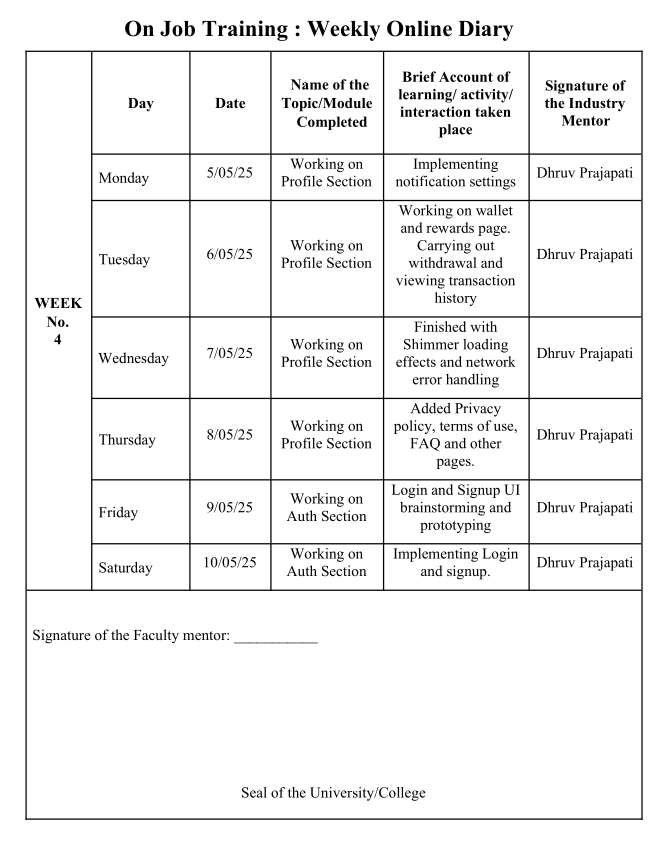 On Job Training : Weekly Online Diary
Day
Date
Name of the
Topic/Module
Completed
Brief Account of
learning/ activity/
interaction taken
place
Signature of
the Industry
Mentor
WEEK
No.
4
Monday
5/05/25
Working on
Profile Section
Implementing
notification settings
Dhruv Prajapati
Tuesday
6/05/25
Working on
Profile Section
Working on wallet
and rewards page.
Carrying out
withdrawal and
viewing transaction
history
Dhruv Prajapati
Wednesday
7/05/25
Working on
Profile Section
Finished with
Shimmer loading
effects and network
error handling
Dhruv Prajapati
Thursday
8/05/25
Working on
Profile Section
Added Privacy
policy, terms of use,
FAQ and other
pages.
Dhruv Prajapati
Friday
9/05/25
Working on
Auth Section
Login and Signup UI
brainstorming and
prototyping
Dhruv Prajapati
Saturday
10/05/25
Working on
Auth Section
Implementing Login
and signup.
Dhruv Prajapati
Signature of the Faculty mentor: ___________
Seal of the University/College